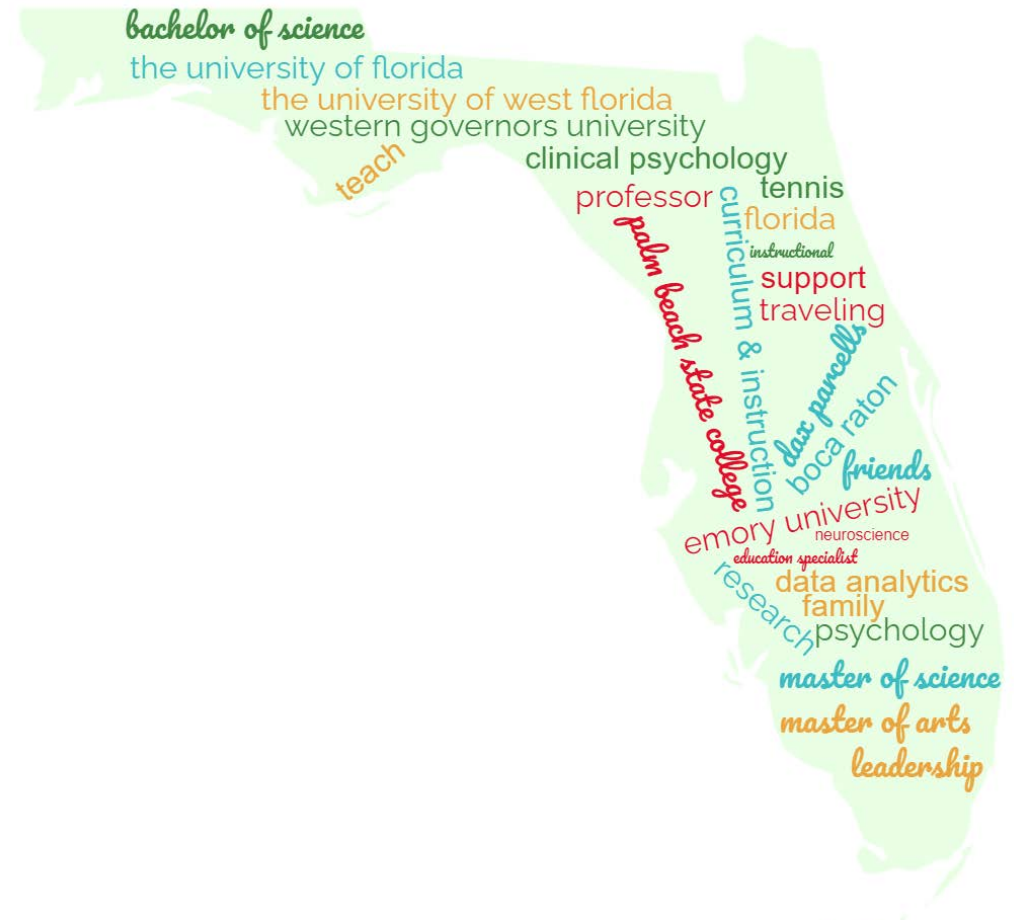 bachelor of science
the university of florida
the university of west florida
western governors university
teach
clinical psychology
tennis
professor
curriculum & instruction
florida
palm beach state college
instructional
support
traveling
dax parcells
boca raton
friends
emory university
neuroscience
education specialist
research
data analytics
family
psychology
master of science
master of arts
leadership